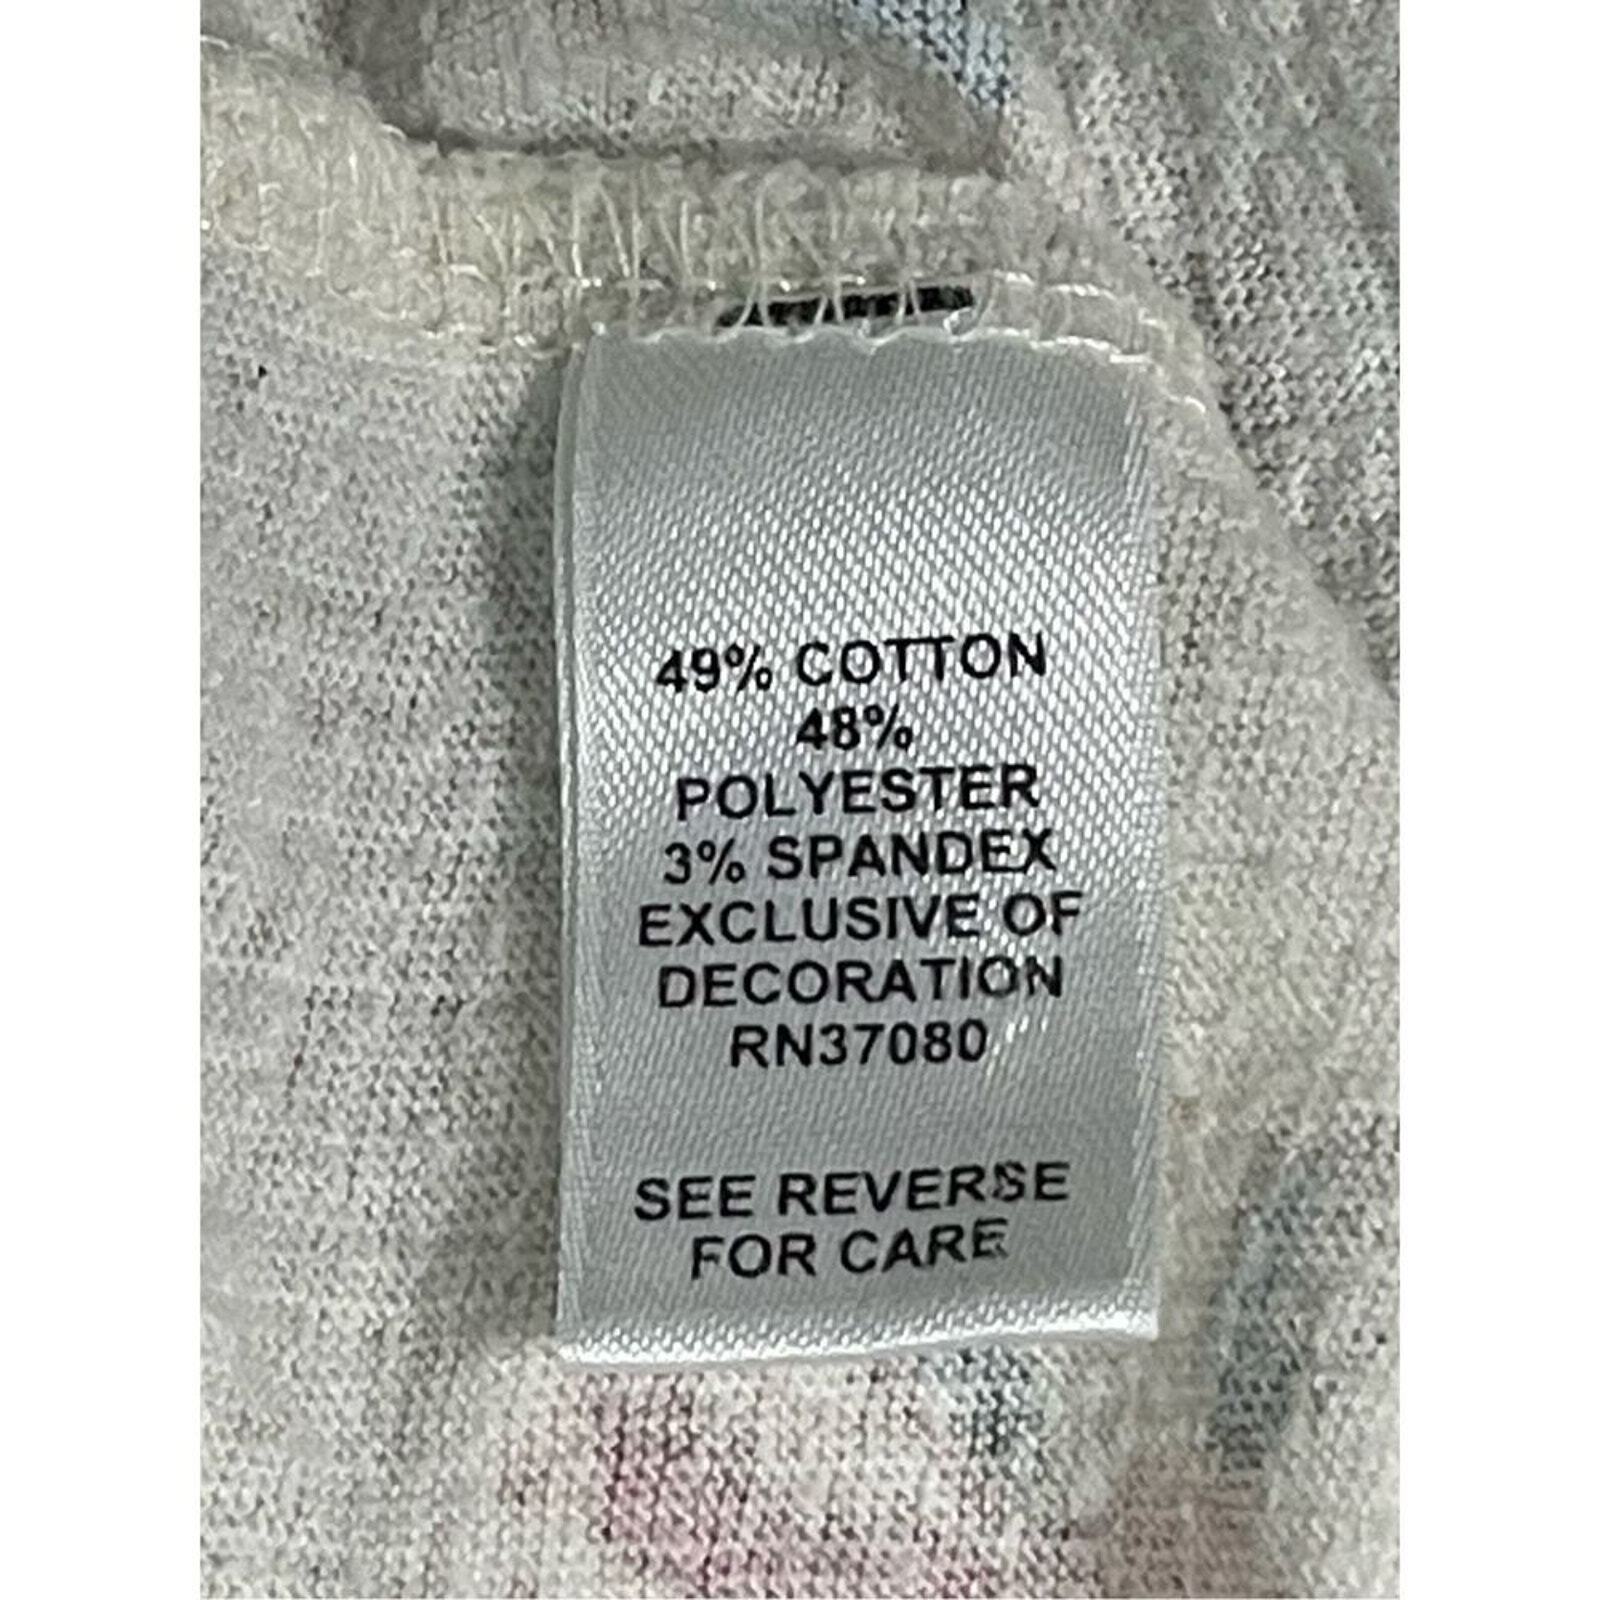 49% COTTON
48%
POLYESTER
3% SPANDEX
EXCLUSIVE OF
DECORATION
RN37080
SEE REVERSE
FOR CARE